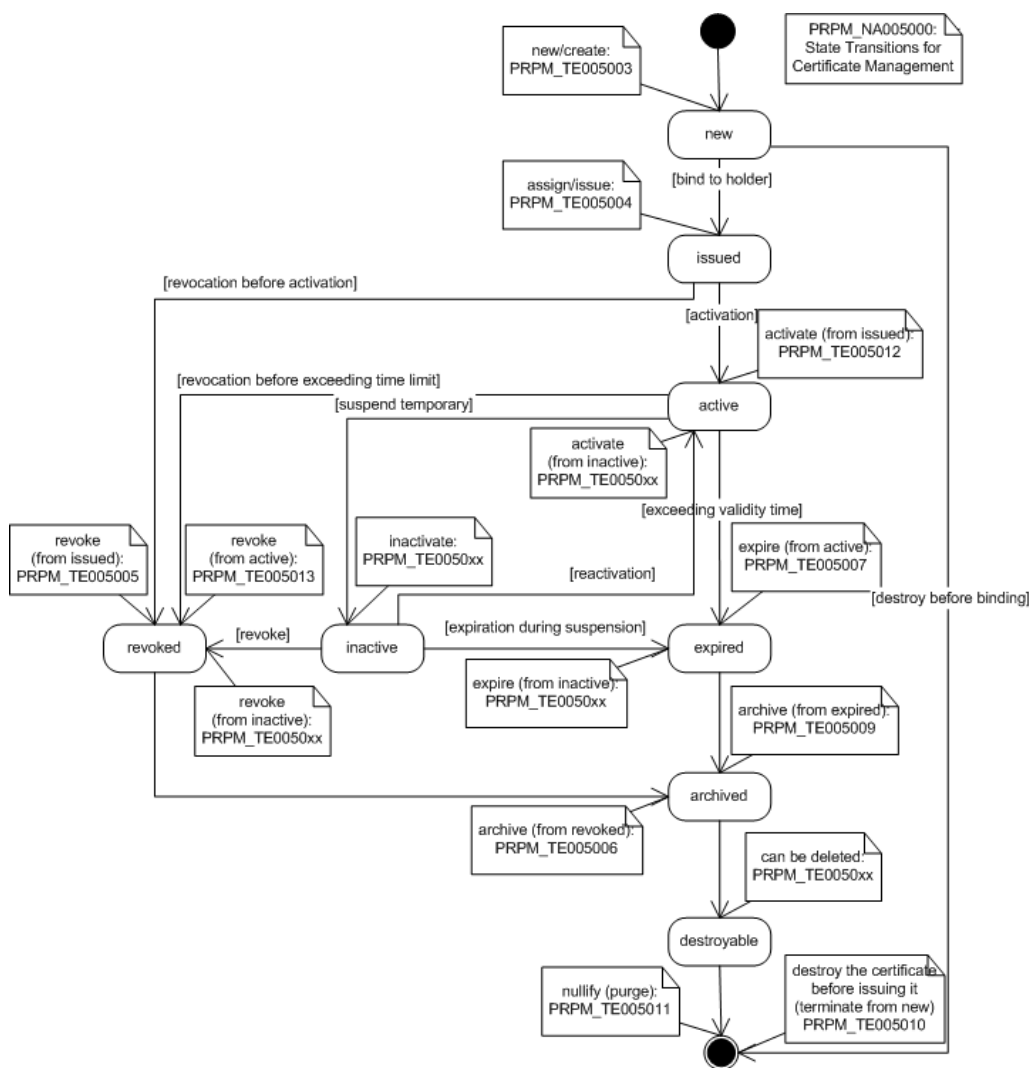 new/create:
PRPM_TE005003
PRPM_NA005000:
State Transitions for
Certificate Management
new
[bind to holder]
assign/issue:
PRPM_TE005004
issued
[revocation before activation]
[activation]
activate (from issued):
PRPM_TE005012
[revocation before exceeding time limit]
[suspend temporary]
active
activate
(from inactive):
PRPM_TE0050xx
[exceeding validity time]
revoke
(from issued):
PRPM_TE005005
revoke
(from active):
PRPM_TE005013
inactivate:
PRPM_TE0050xx
[reactivation]
expire (from active):
PRPM_TE005007
[destroy before binding]
revoked
[revoke]
inactive
[expiration during suspension]
expired
revoke
(from inactive):
PRPM_TE0050xx
expire (from inactive):
PRPM_TE0050xx
archive (from expired):
PRPM_TE005009
archived
archive (from revoked):
PRPM_TE005006
can be deleted:
PRPM_TE0050xx
destroyable
nullify (purge):
PRPM_TE005011
destroy the certificate
before issuing it
(terminate from new)
PRPM_TE005010